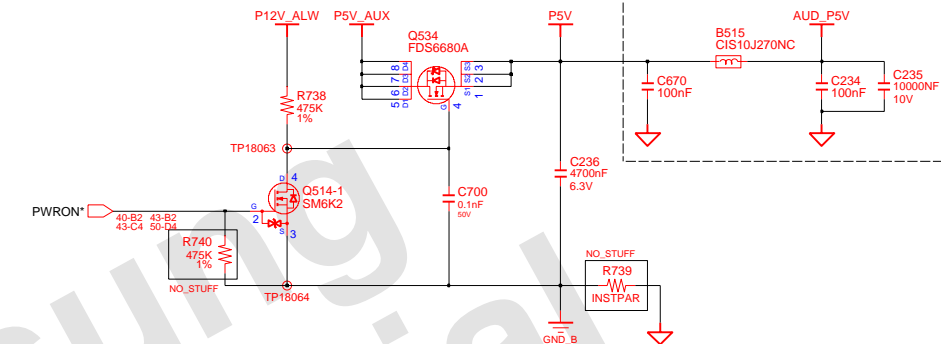 P12V_ALW
P5V_AUX
P5V
AUD_P5V
Q534
FDS6680A
B515
CIS10J270NC
8 D4
7 D3
6 D2
5 D1
S3 3
S2 2
S1 1
G 4
R738
475K
1%
C670
100nF
C234
100nF
C235
10000NF
10V
TP18063
D 4
Q514-1
SM6K2
G
2
S 3
C700
0.1nF
50V
C236
4700nF
6.3V
PWRON*
40-B2 43-B2
43-C4 50-D4
R740
475K
1%
NO_STUFF
TP18064
NO_STUFF
R739
INSTPAR
GND_B
sung
ial